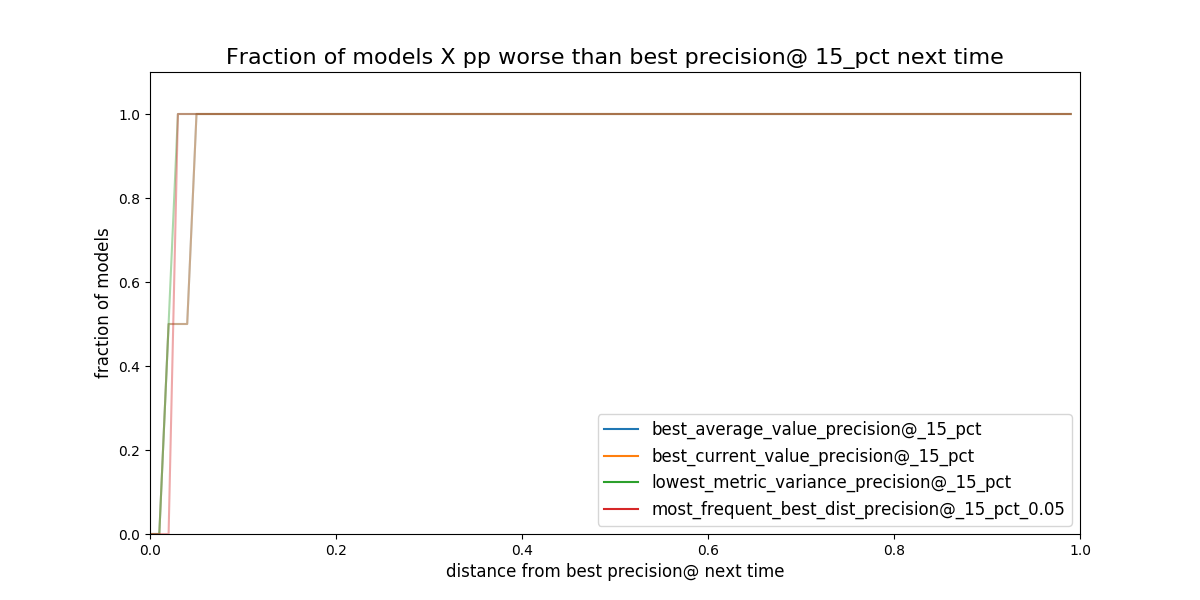 Fraction of models X pp worse than best precision@ 15_pct next time
fraction of models
1.0
0.8
0.6
0.4
0.2
0.0
0.0 0.2 0.4 0.6 0.8 1.0
distance from best precision@ next time
best_average_value_precision@_15_pct
best_current_value_precision@_15_pct
lowest_metric_variance_precision@_15_pct
most_frequent_best_dist_precision@_15_pct_0.05